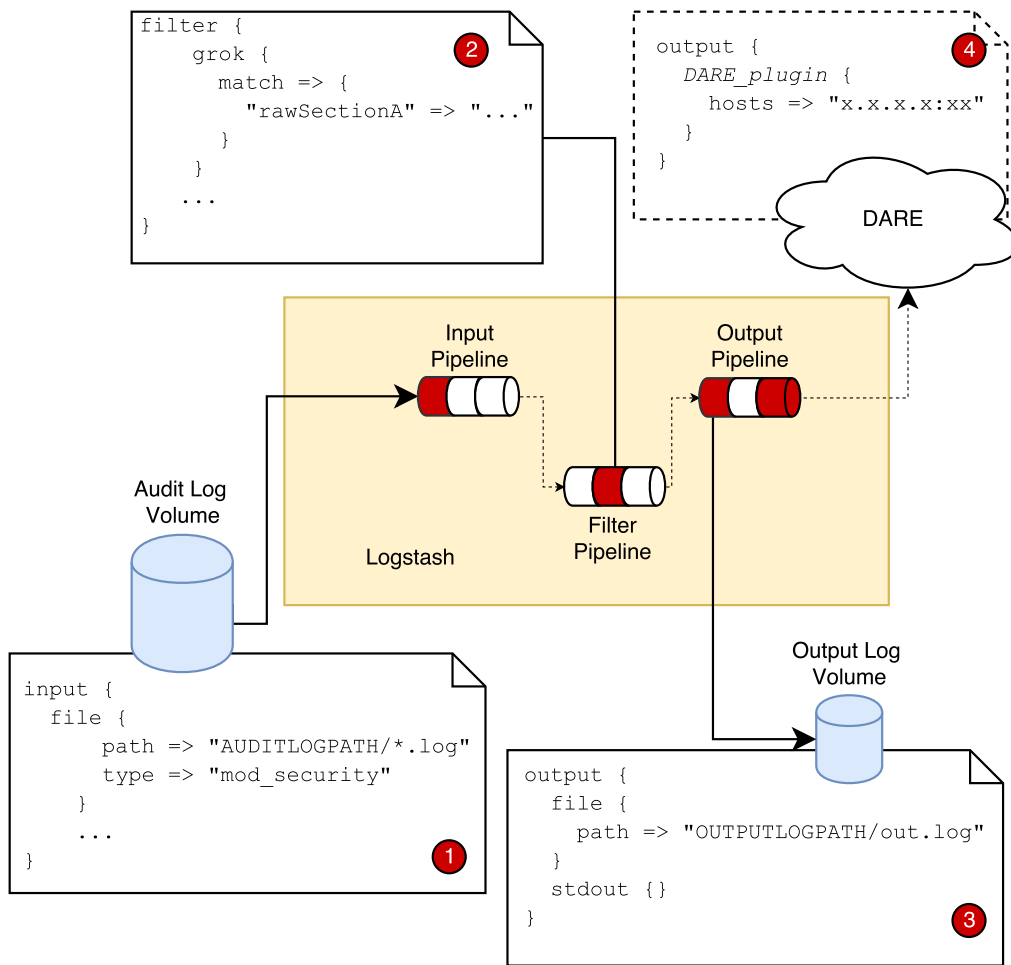 filter {
    grok {
      match => {
        "rawSectionA" => "..."
      }
    }
   ...
}
2
output {
  DARE_plugin {
    hosts => "x.x.x.x:xx"
  }
}
4
DARE
Input
Pipeline
Output
Pipeline
Filter
Pipeline
Logstash
Audit Log
Volume
input {
  file {
      path => "AUDITLOGPATH/*.log"
      type => "mod_security"
    }
    ...
}
1
Output Log
Volume
output {
  file {
    path => "OUTPUTLOGPATH/out.log"
  }
  stdout {}
}
3